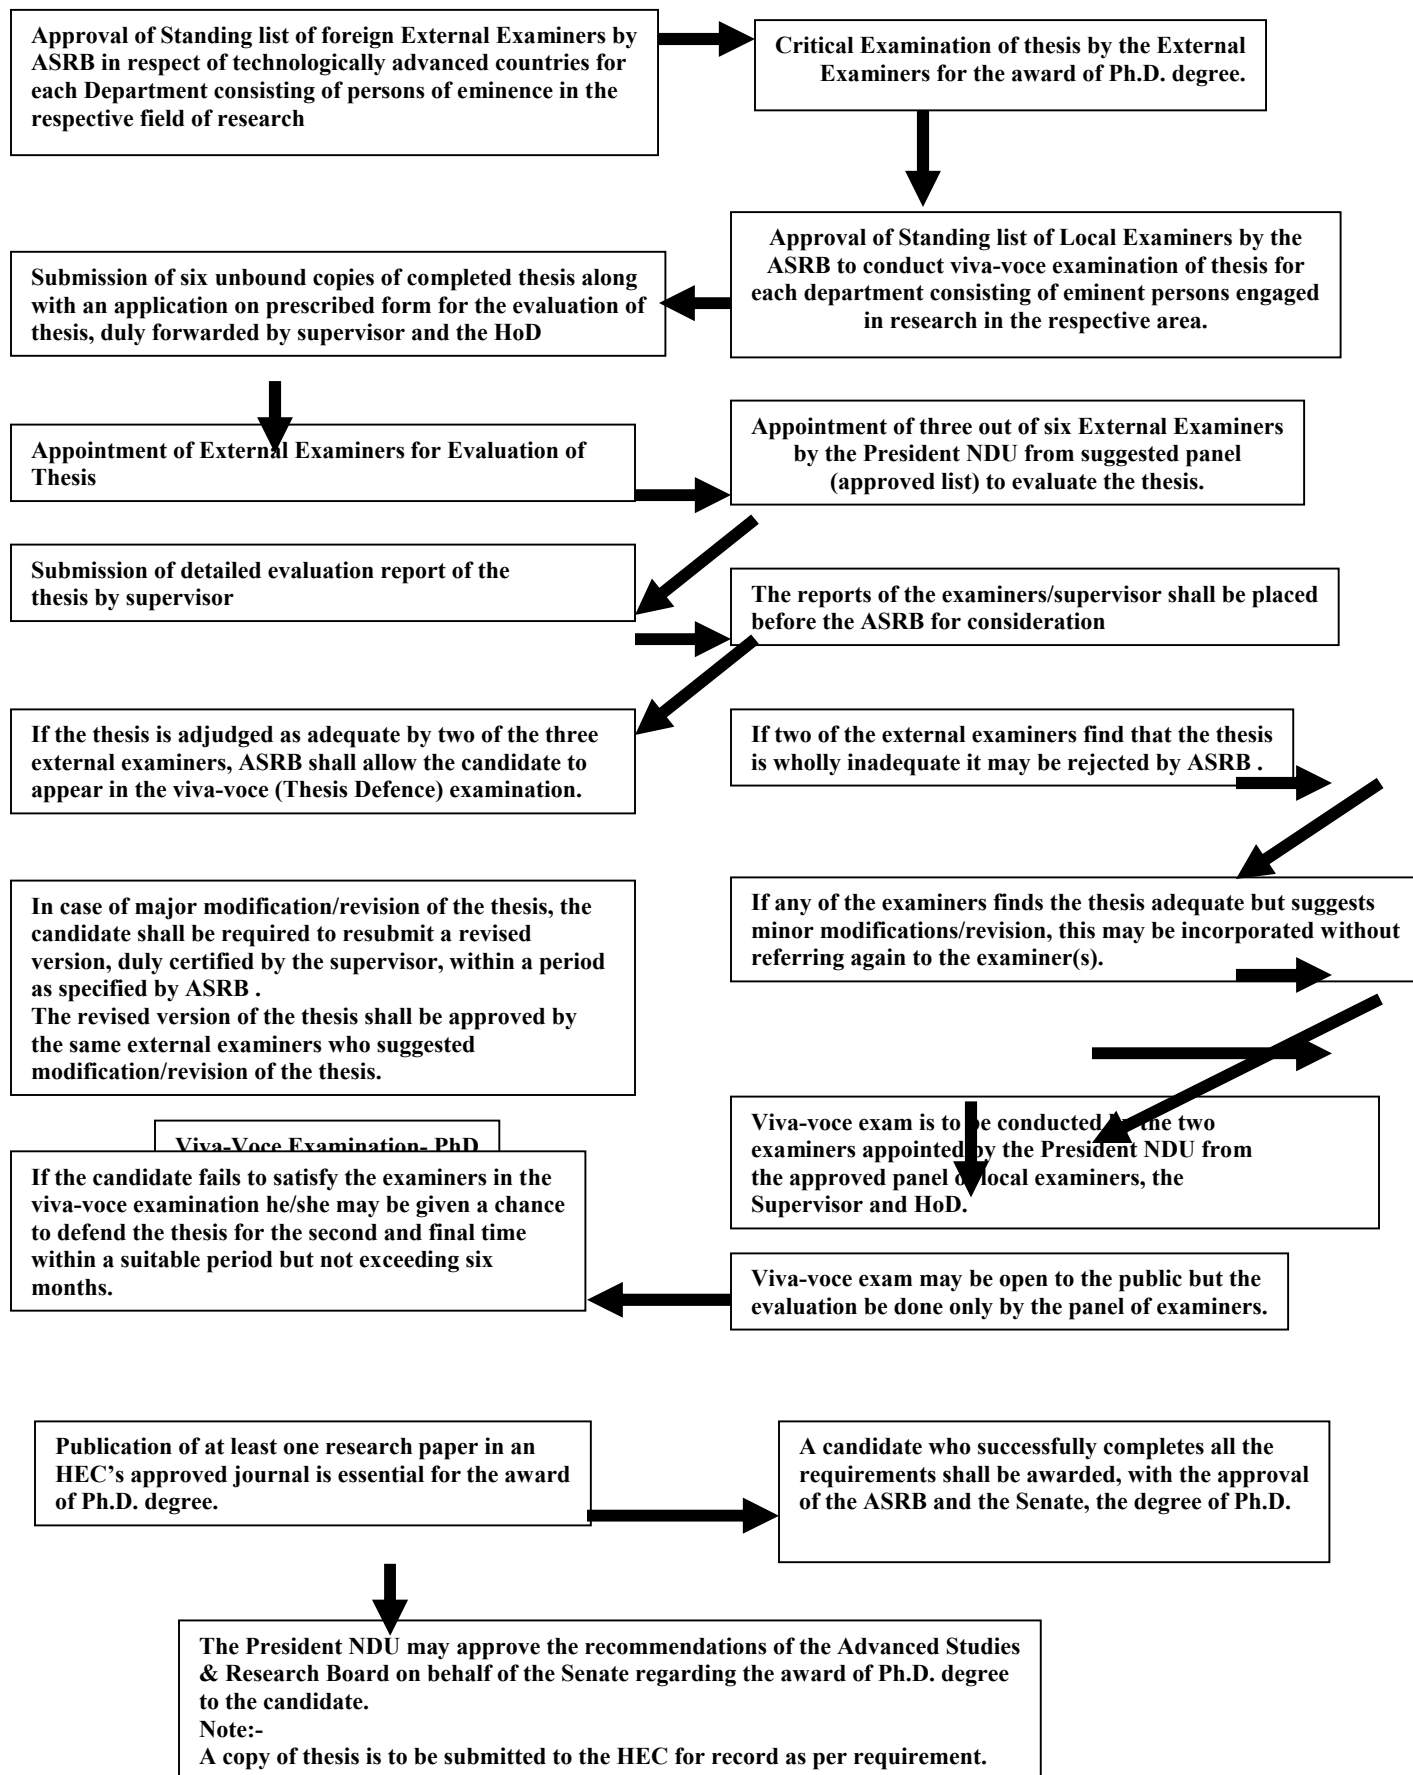 Approval of Standing list of foreign External Examiners by
ASRB in respect of technologically advanced countries for
each Department consisting of persons of eminence in the
respective field of research
Critical Examination of thesis by the External
Examiners for the award of Ph.D. degree.
Approval of Standing list of Local Examiners by the
ASRB to conduct viva-voce examination of thesis for
each department consisting of eminent persons engaged
in research in the respective area.
Submission of six unbound copies of completed thesis along
with an application on prescribed form for the evaluation of
thesis, duly forwarded by supervisor and the HoD
Appointment of External Examiners for Evaluation of
Thesis
Appointment of three out of six External Examiners
by the President NDU from suggested panel
(approved list) to evaluate the thesis.
Submission of detailed evaluation report of the
thesis by supervisor
The reports of the examiners/supervisor shall be placed
before the ASRB for consideration
If the thesis is adjudged as adequate by two of the three
external examiners, ASRB shall allow the candidate to
appear in the viva-voce (Thesis Defence) examination.
If two of the external examiners find that the thesis
is wholly inadequate it may be rejected by ASRB .
In case of major modification/revision of the thesis, the
candidate shall be required to resubmit a revised
version, duly certified by the supervisor, within a period
as specified by ASRB .
The revised version of the thesis shall be approved by
the same external examiners who suggested
modification/revision of the thesis.
If any of the examiners finds the thesis adequate but suggests
minor modifications/revision, this may be incorporated without
referring again to the examiner(s).
Viva-Voce Examination- PhD
Viva-voce exam is to be conducted by the two
examiners appointed by the President NDU from
the approved panel of local examiners, the
Supervisor and HoD.
If the candidate fails to satisfy the examiners in the
viva-voce examination he/she may be given a chance
to defend the thesis for the second and final time
within a suitable period but not exceeding six
months.
Viva-voce exam may be open to the public but the
evaluation be done only by the panel of examiners.
Publication of at least one research paper in an
HEC's approved journal is essential for the award
of Ph.D. degree.
A candidate who successfully completes all the
requirements shall be awarded, with the approval
of the ASRB and the Senate, the degree of Ph.D.
The President NDU may approve the recommendations of the Advanced Studies
& Research Board on behalf of the Senate regarding the award of Ph.D. degree
to the candidate.
Note:-
A copy of thesis is to be submitted to the HEC for record as per requirement.